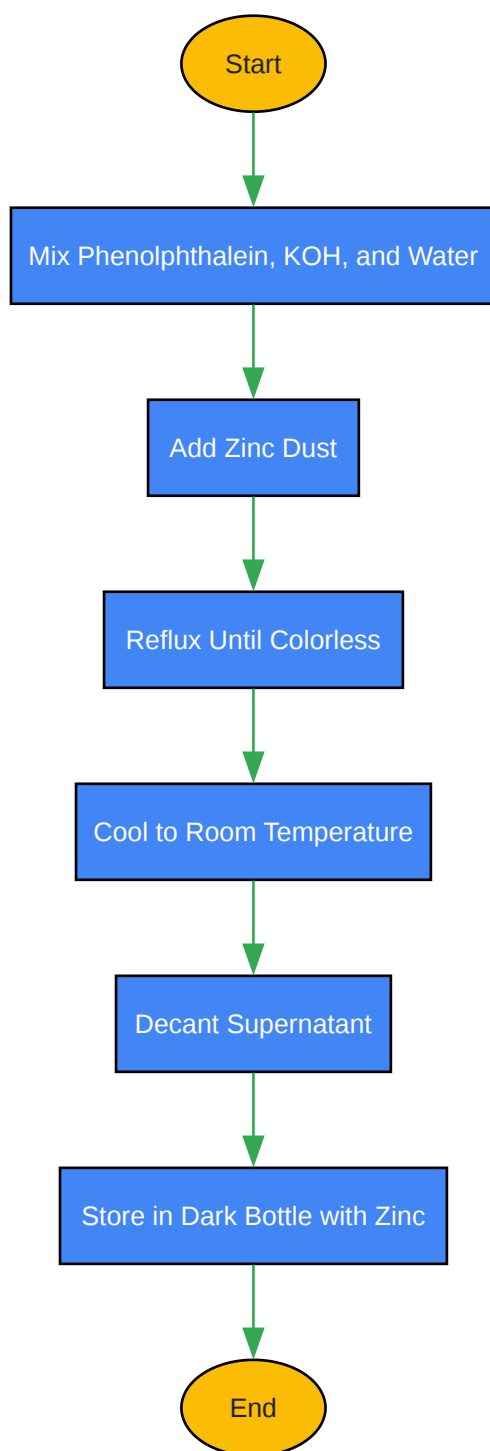 Start
Mix Phenolphthalein, KOH, and Water
Add Zinc Dust
Reflux Until Colorless
Cool to Room Temperature
Decant Supernatant
Store in Dark Bottle with Zinc
End